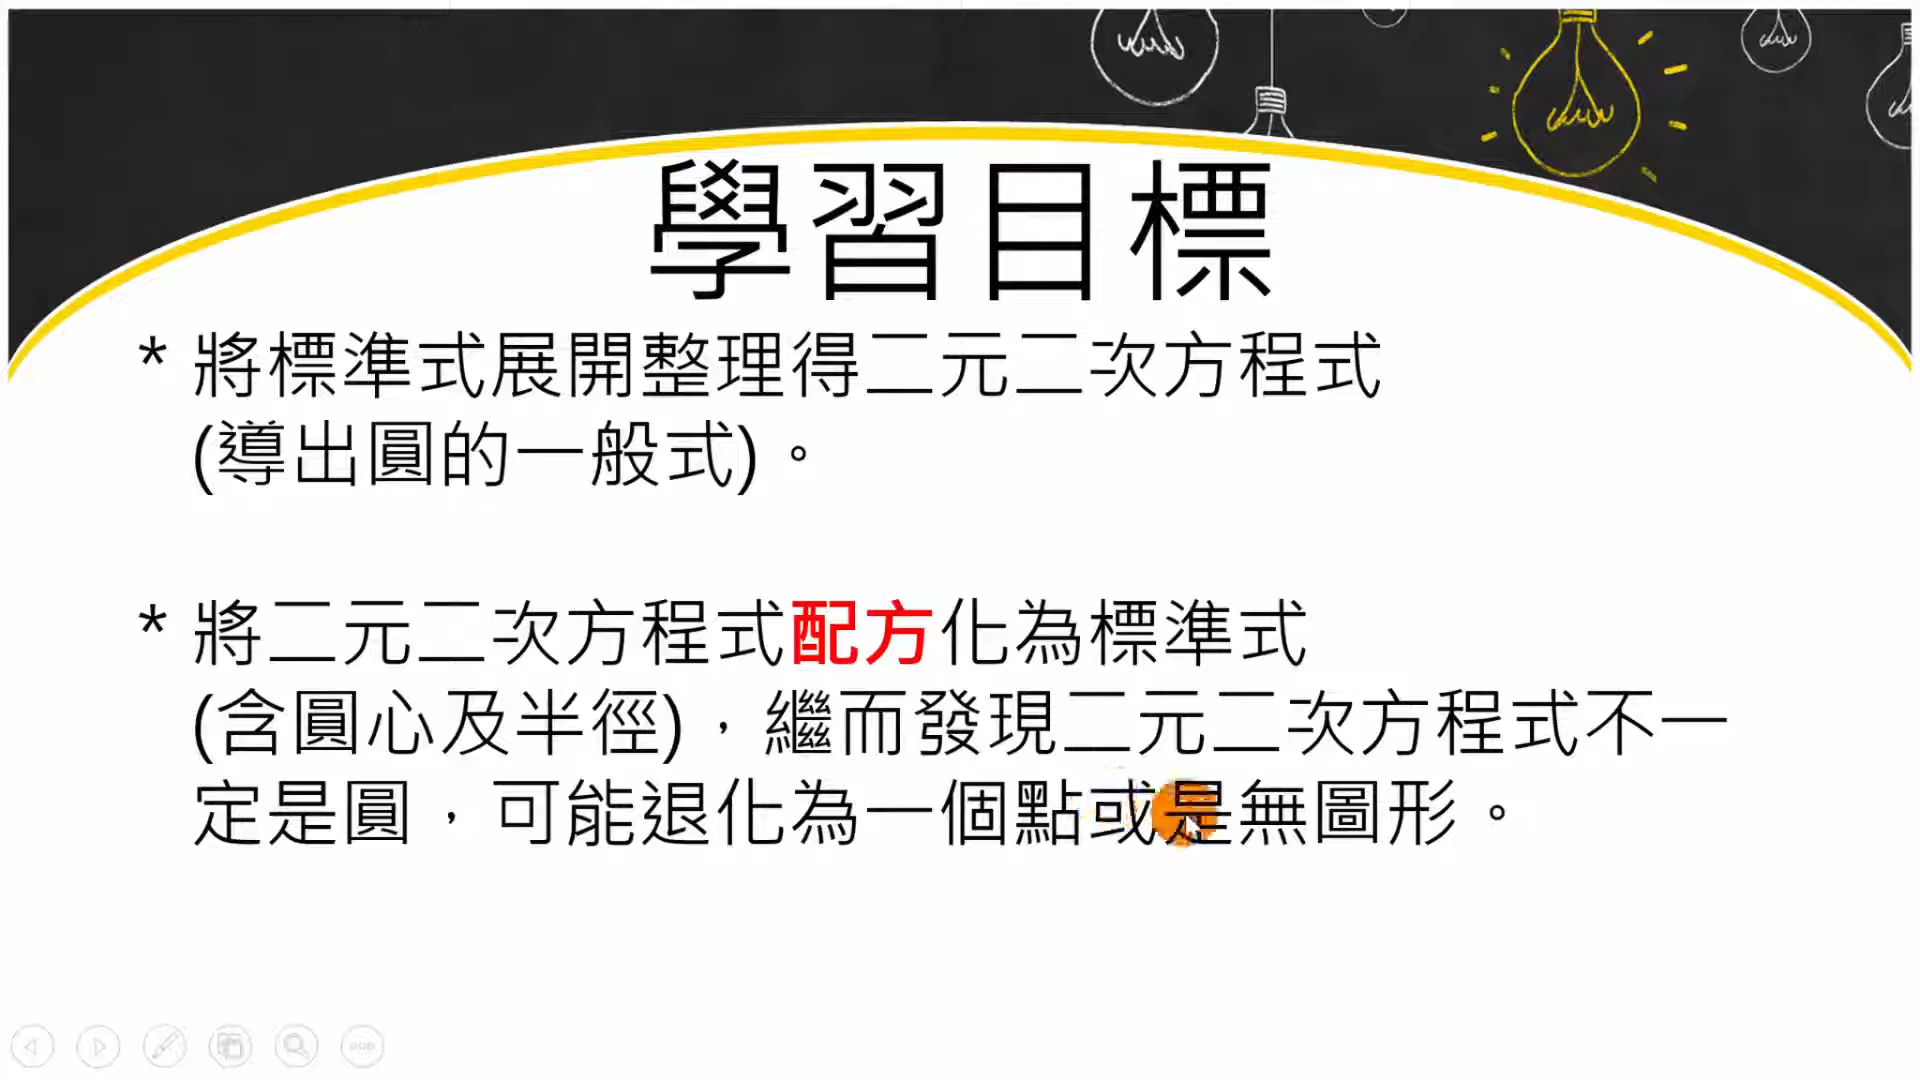 學習目標
* 將標準式展開整理得二元二次方程式
(導出圓的一般式)。
* 將二元二次方程式配方化為標準式
(含圓心及半徑)，繼而發現二元二次方程式不一
定是圓，可能退化為一個點或是無圖形。